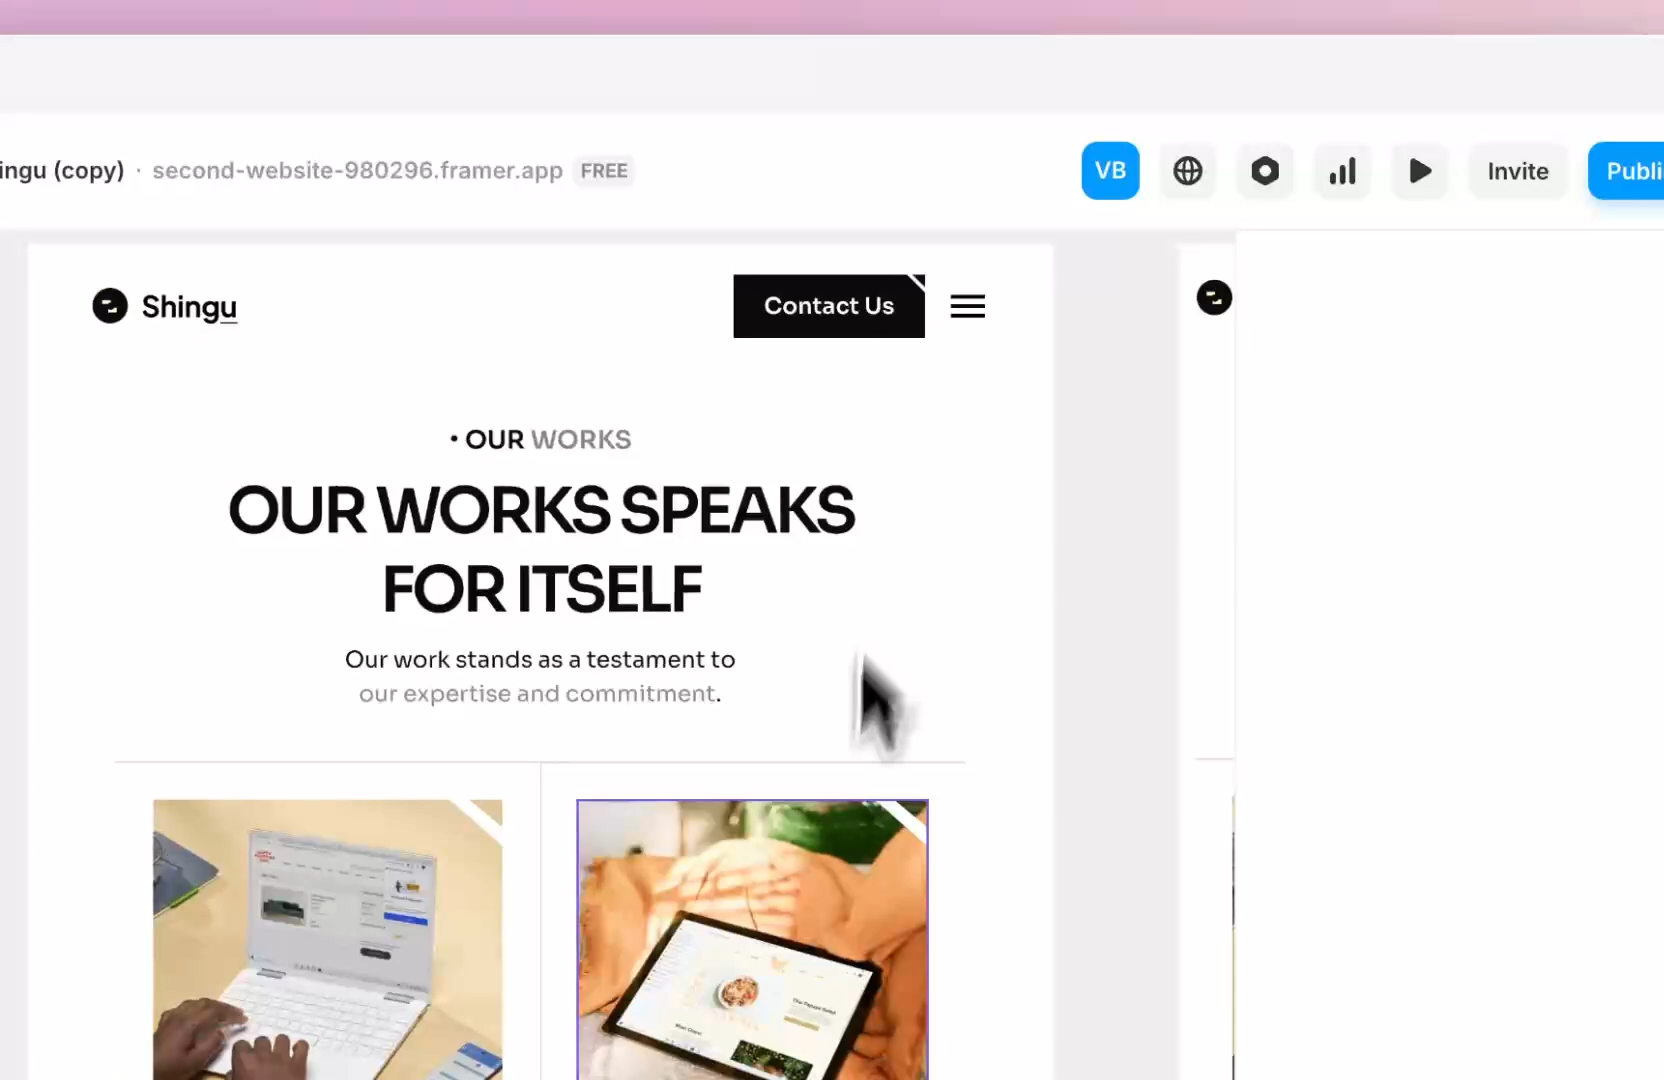 ingu (copy) · second-website-980296.framer.app FREE
VB
Invite
Publi
Shingu
Contact Us
• OUR WORKS
OUR WORKS SPEAKS
FOR ITSELF
Our work stands as a testament to
our expertise and commitment.